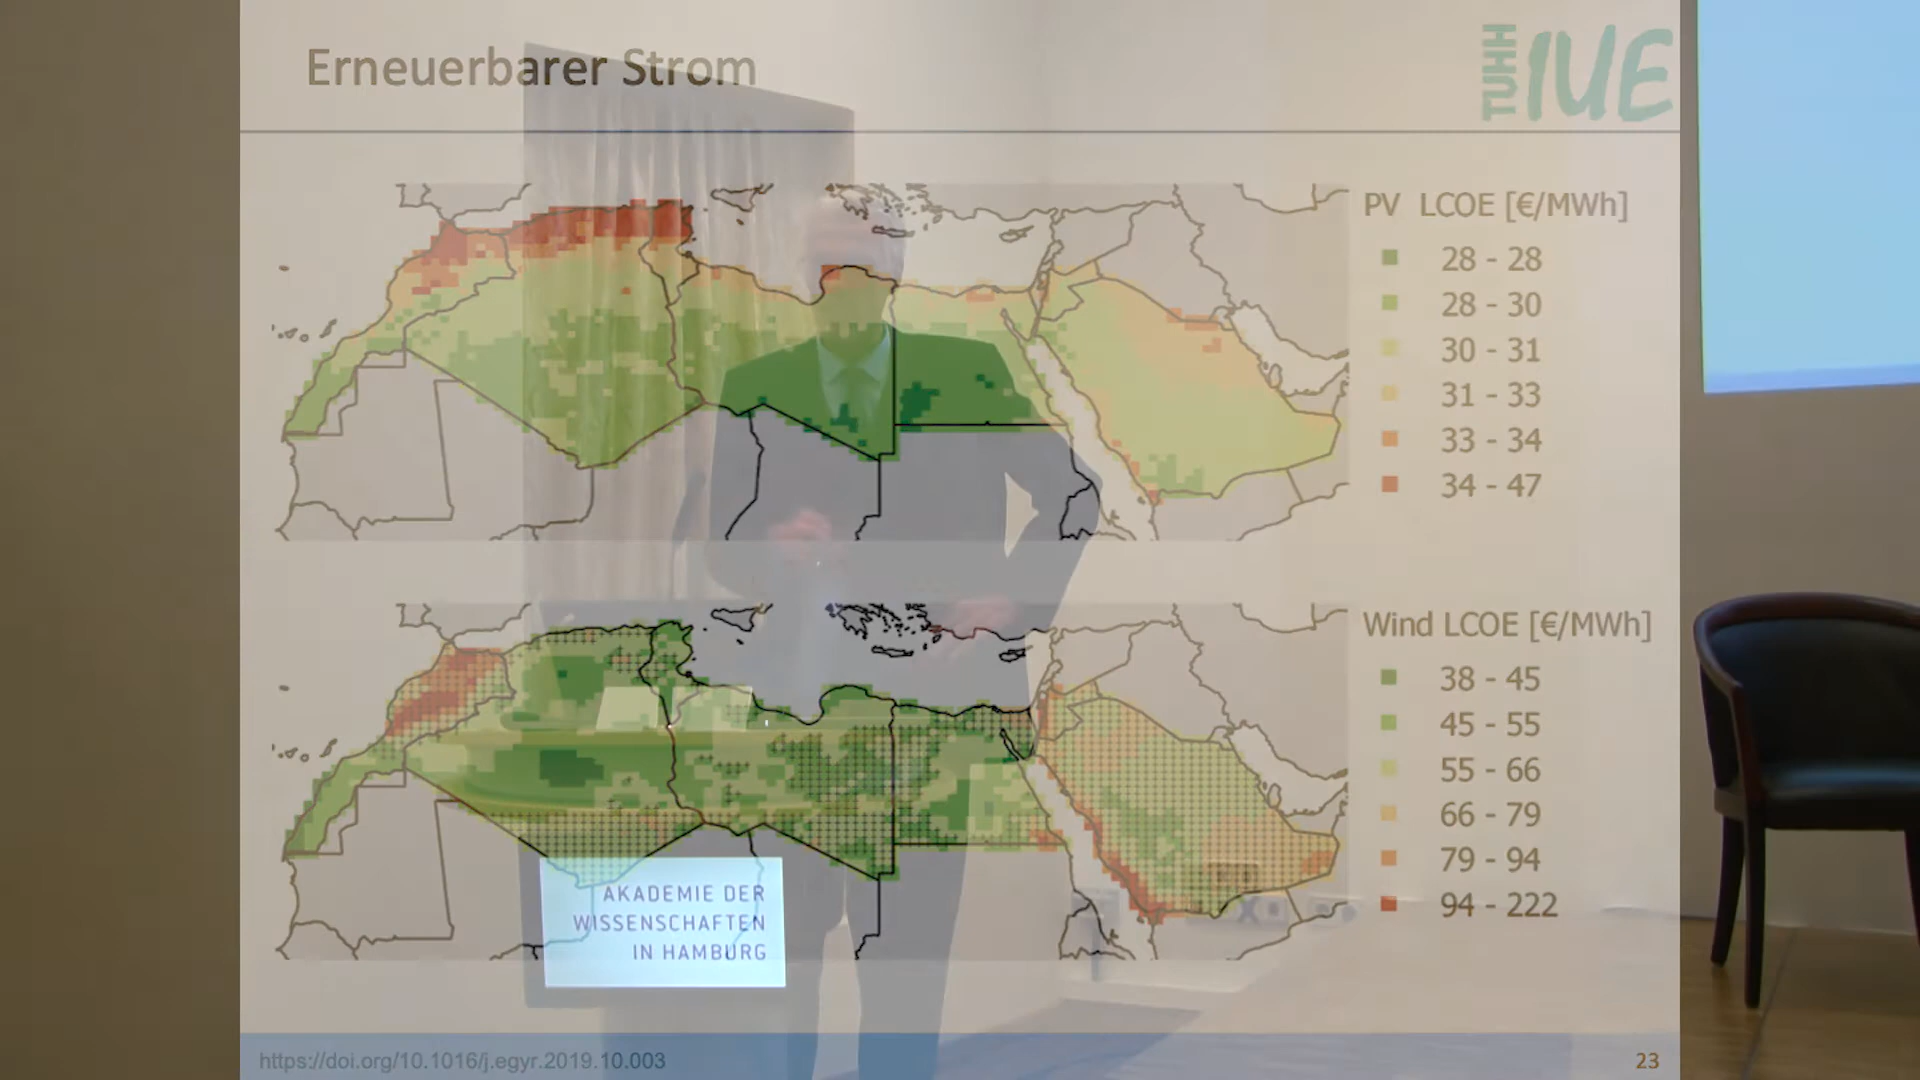 Erneuerbarer Strom
TUHH
IUE
PV LCOE [€/MWh]
28 - 28
28 - 30
30 - 31
31 - 33
33 - 34
34 - 47
Wind LCOE [€/MWh]
38 - 45
45 - 55
55 - 66
66 - 79
79 - 94
94 - 222
AKADEMIE DER
WISSENSCHAFTEN
IN HAMBURG
https://doi.org/10.1016/j.egyr.2019.10.003
23